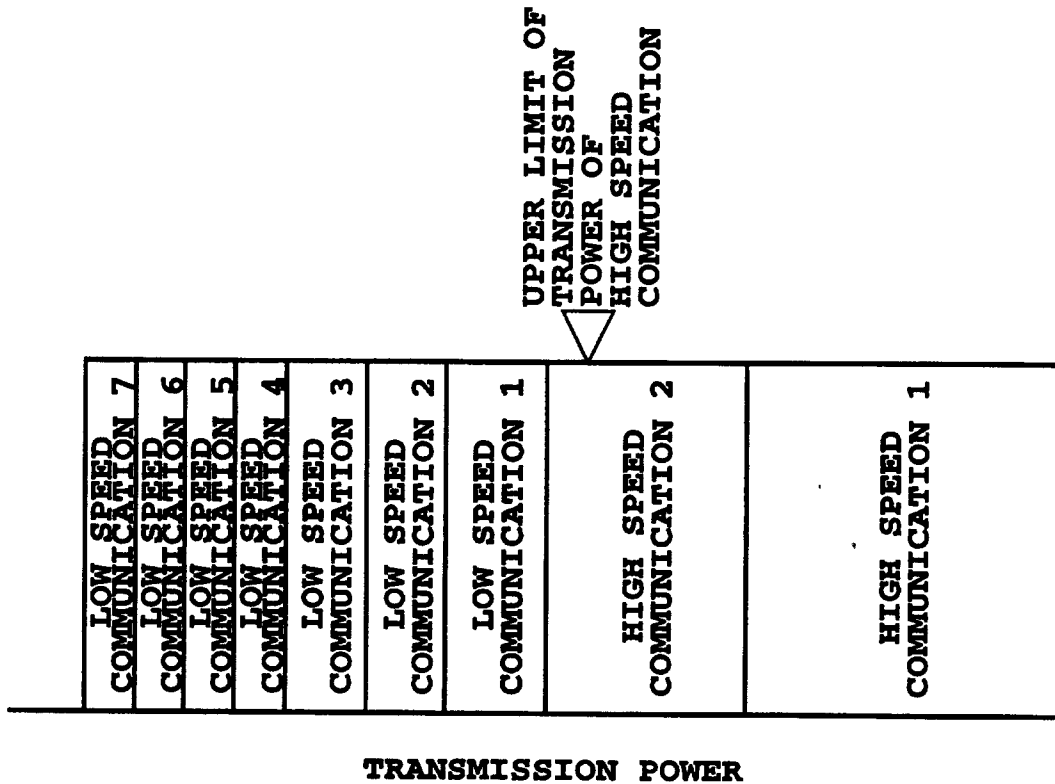 UPPER LIMIT OF
TRANSMISSION
POWER OF
HIGH SPEED
COMMUNICATION
LOW SPEED
COMMUNICATION 7
LOW SPEED
COMMUNICATION 6
LOW SPEED
COMMUNICATION 5
LOW SPEED
COMMUNICATION 4
LOW SPEED
COMMUNICATION 3
LOW SPEED
COMMUNICATION 2
LOW SPEED
COMMUNICATION 1
HIGH SPEED
COMMUNICATION 2
HIGH SPEED
COMMUNICATION 1
TRANSMISSION POWER